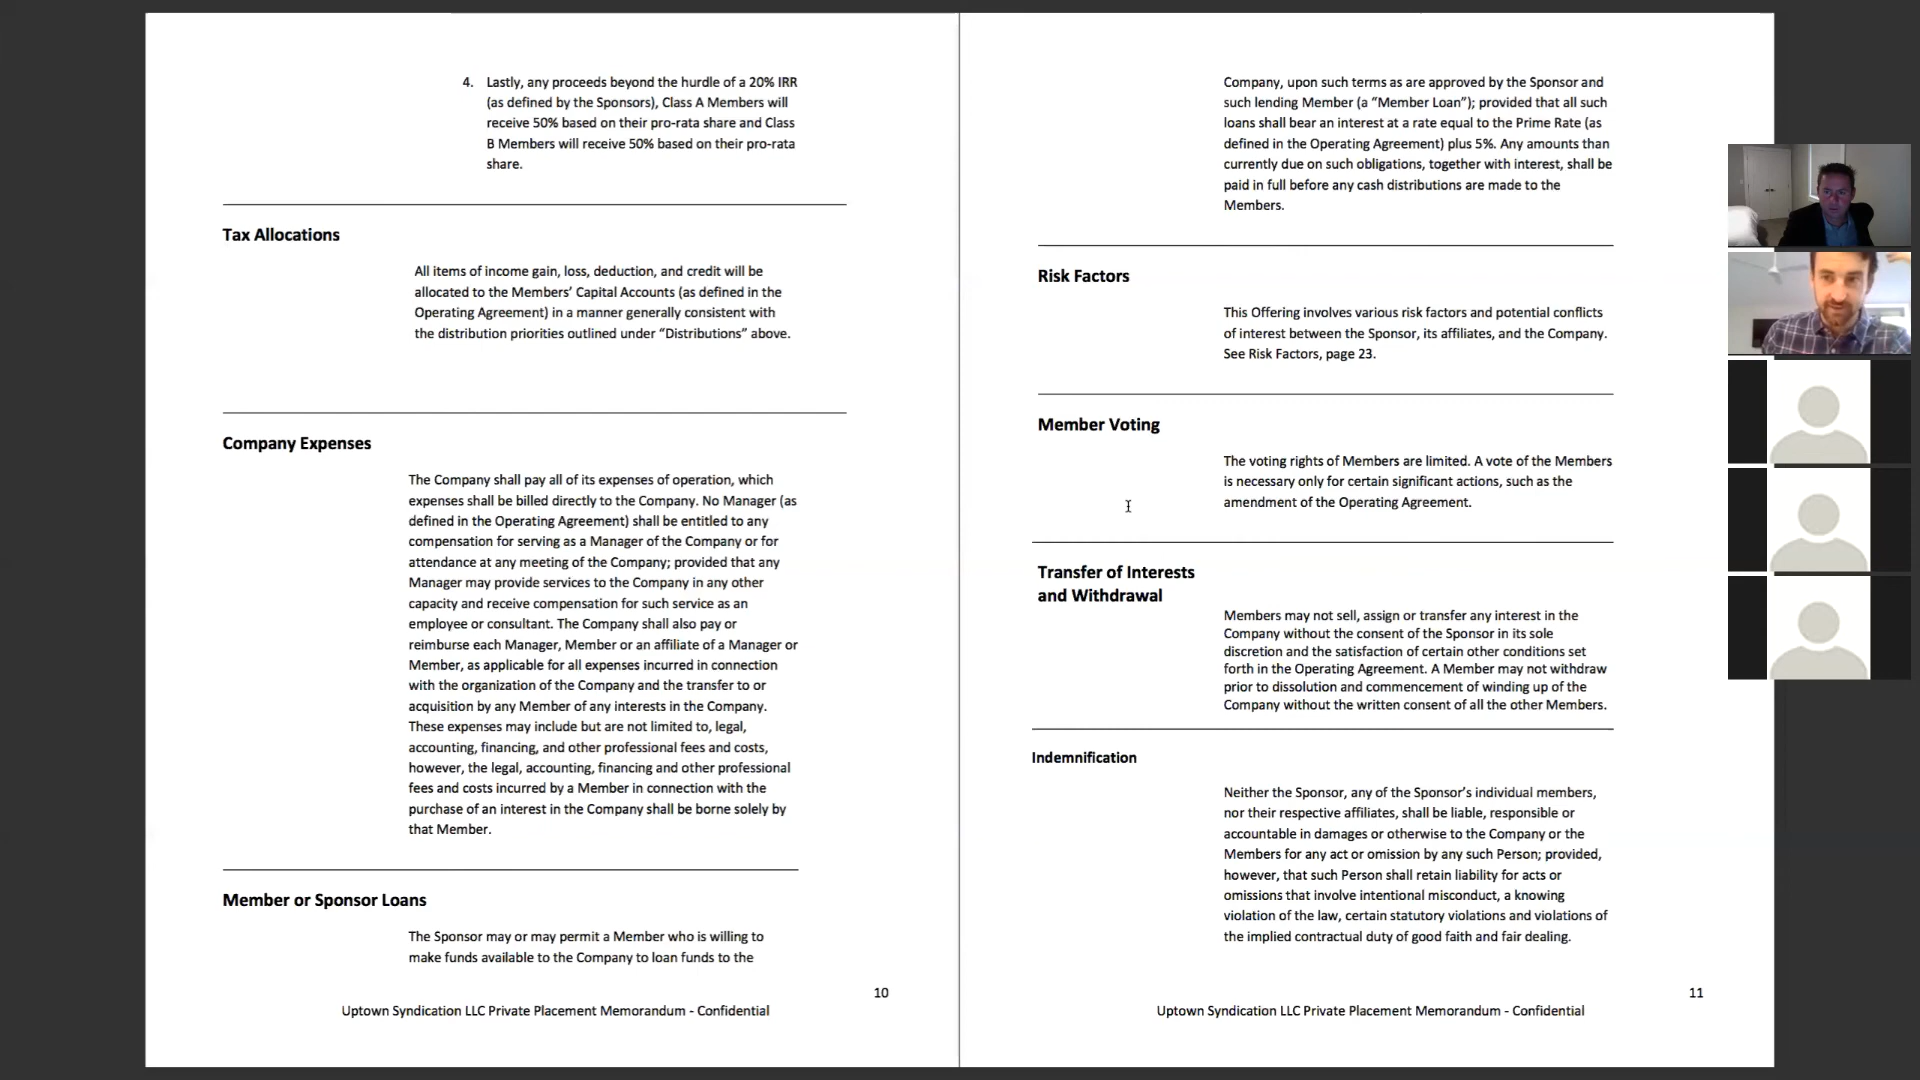 4. Lastly, any proceeds beyond the hurdle of a 20% IRR
(as defined by the Sponsors), Class A Members will
receive 50% based on their pro-rata share and Class
B Members will receive 50% based on their pro-rata
share.
Tax Allocations
All items of income gain, loss, deduction, and credit will be
allocated to the Members’ Capital Accounts (as defined in the
Operating Agreement) in a manner generally consistent with
the distribution priorities outlined under “Distributions” above.
Company Expenses
The Company shall pay all of its expenses of operation, which
expenses shall be billed directly to the Company. No Manager (as
defined in the Operating Agreement) shall be entitled to any
compensation for serving as a Manager of the Company or for
attendance at any meeting of the Company; provided that any
Manager may provide services to the Company in any other
capacity and receive compensation for such service as an
employee or consultant. The Company shall also pay or
reimburse each Manager, Member or an affiliate of a Manager or
Member, as applicable for all expenses incurred in connection
with the organization of the Company and the transfer to or
acquisition by any Member of any interests in the Company.
These expenses may include but are not limited to, legal,
accounting, financing, and other professional fees and costs,
however, the legal, accounting, financing and other professional
fees and costs incurred by a Member in connection with the
purchase of an interest in the Company shall be borne solely by
that Member.
Member or Sponsor Loans
The Sponsor may or may permit a Member who is willing to
make funds available to the Company to loan funds to the
10
Uptown Syndication LLC Private Placement Memorandum - Confidential
Company, upon such terms as are approved by the Sponsor and
such lending Member (a “Member Loan”); provided that all such
loans shall bear an interest at a rate equal to the Prime Rate (as
defined in the Operating Agreement) plus 5%. Any amounts than
currently due on such obligations, together with interest, shall be
paid in full before any cash distributions are made to the
Members.
Risk Factors
This Offering involves various risk factors and potential conflicts
of interest between the Sponsor, its affiliates, and the Company.
See Risk Factors, page 23.
Member Voting
The voting rights of Members are limited. A vote of the Members
is necessary only for certain significant actions, such as the
amendment of the Operating Agreement.
Transfer of Interests
and Withdrawal
Members may not sell, assign or transfer any interest in the
Company without the consent of the Sponsor in its sole
discretion and the satisfaction of certain other conditions set
forth in the Operating Agreement. A Member may not withdraw
prior to dissolution and commencement of winding up of the
Company without the written consent of all the other Members.
Indemnification
Neither the Sponsor, any of the Sponsor’s individual members,
nor their respective affiliates, shall be liable, responsible or
accountable in damages or otherwise to the Company or the
Members for any act or omission by any such Person; provided,
however, that such Person shall retain liability for acts or
omissions that involve intentional misconduct, a knowing
violation of the law, certain statutory violations and violations of
the implied contractual duty of good faith and fair dealing.
11
Uptown Syndication LLC Private Placement Memorandum - Confidential